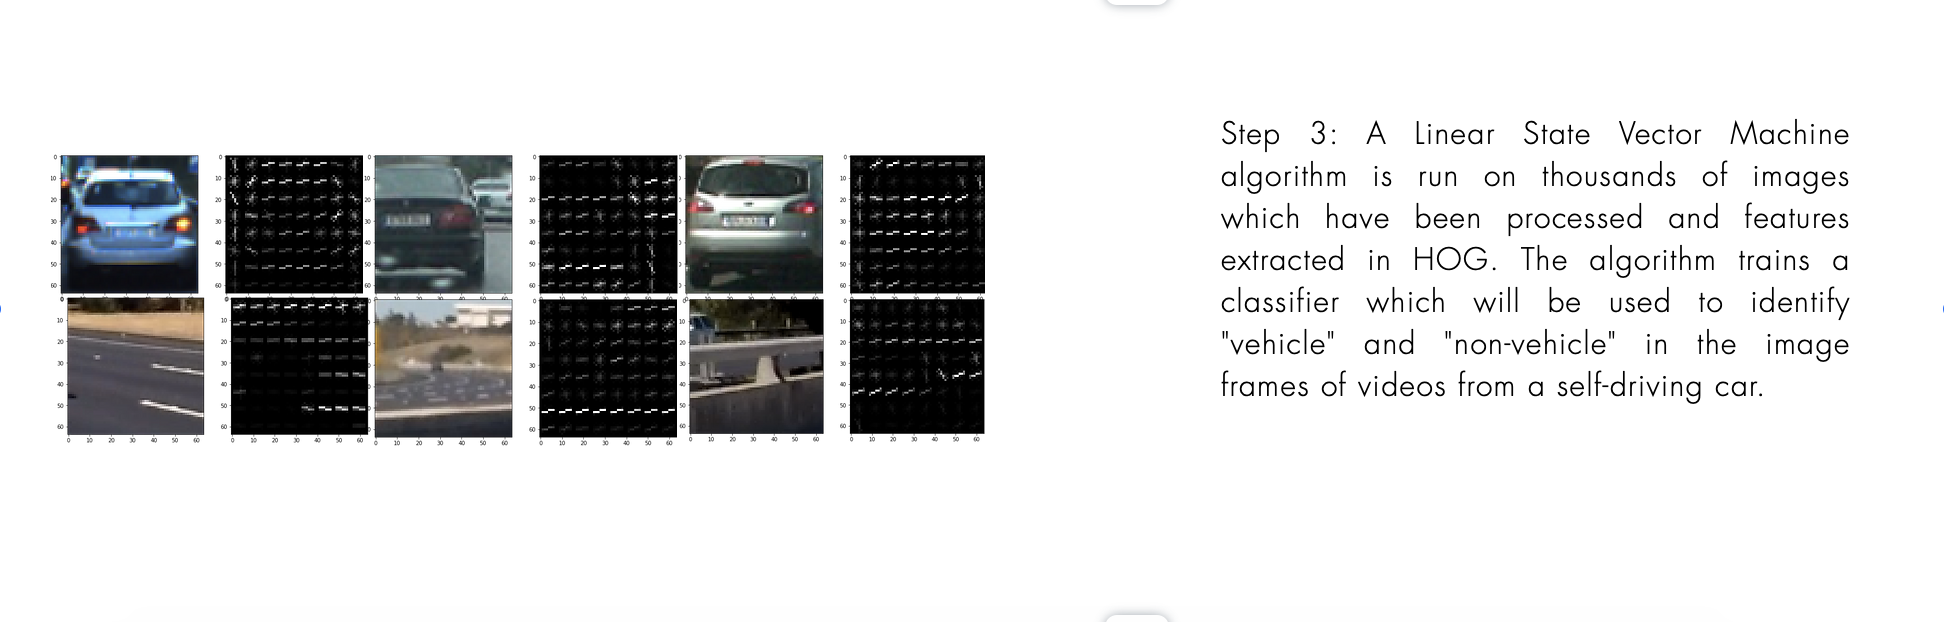 Step 3: A Linear State Vector Machine
algorithm is run on thousands of images
which have been processed and features
extracted in HOG. The algorithm trains a
classifier which will be used to identify
"vehicle" and "non-vehicle" in the image
frames of videos from a self-driving car.